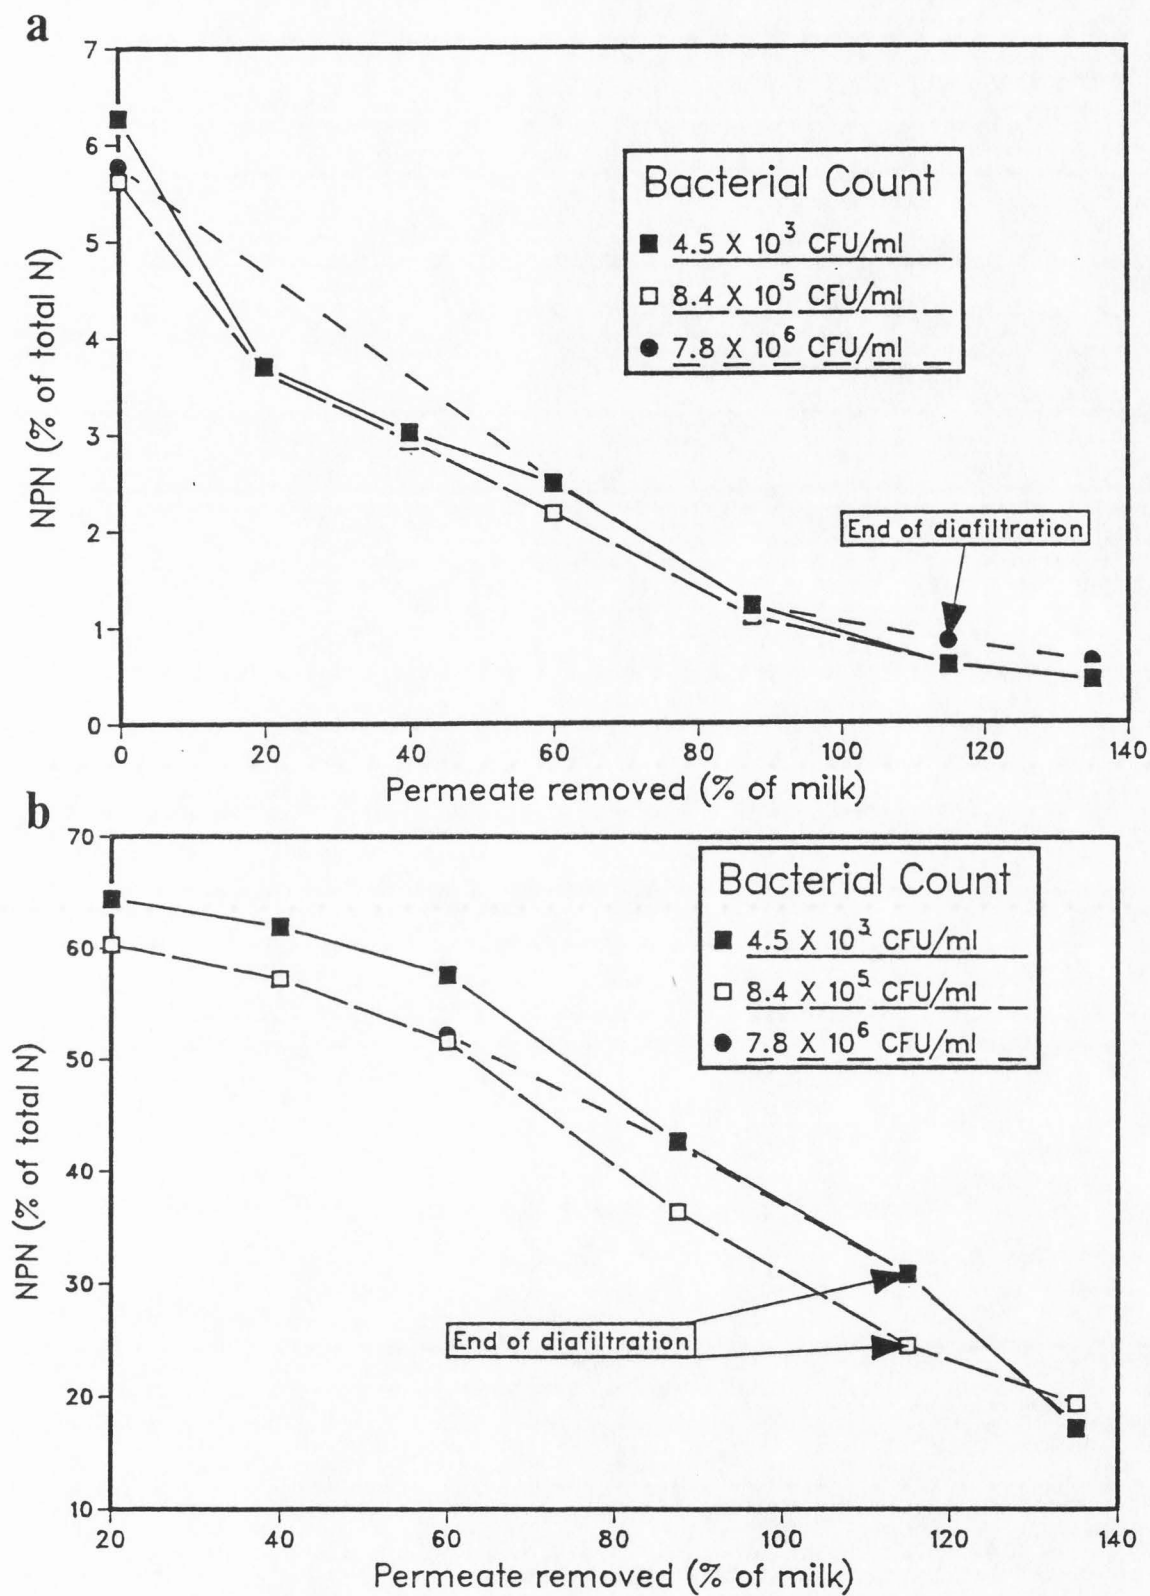 a
7
6
5
4
3
2
1
0
NPN (% of total N)
Bacterial Count
■ 4.5 X 10³ CFU/ml
□ 8.4 X 10⁵ CFU/ml
● 7.8 X 10⁶ CFU/ml
End of diafiltration
0 20 40 60 80 100 120 140
Permeate removed (% of milk)
b
70
60
50
40
30
20
10
NPN (% of total N)
Bacterial Count
■ 4.5 X 10³ CFU/ml
□ 8.4 X 10⁵ CFU/ml
● 7.8 X 10⁶ CFU/ml
End of diafiltration
20 40 60 80 100 120 140
Permeate removed (% of milk)